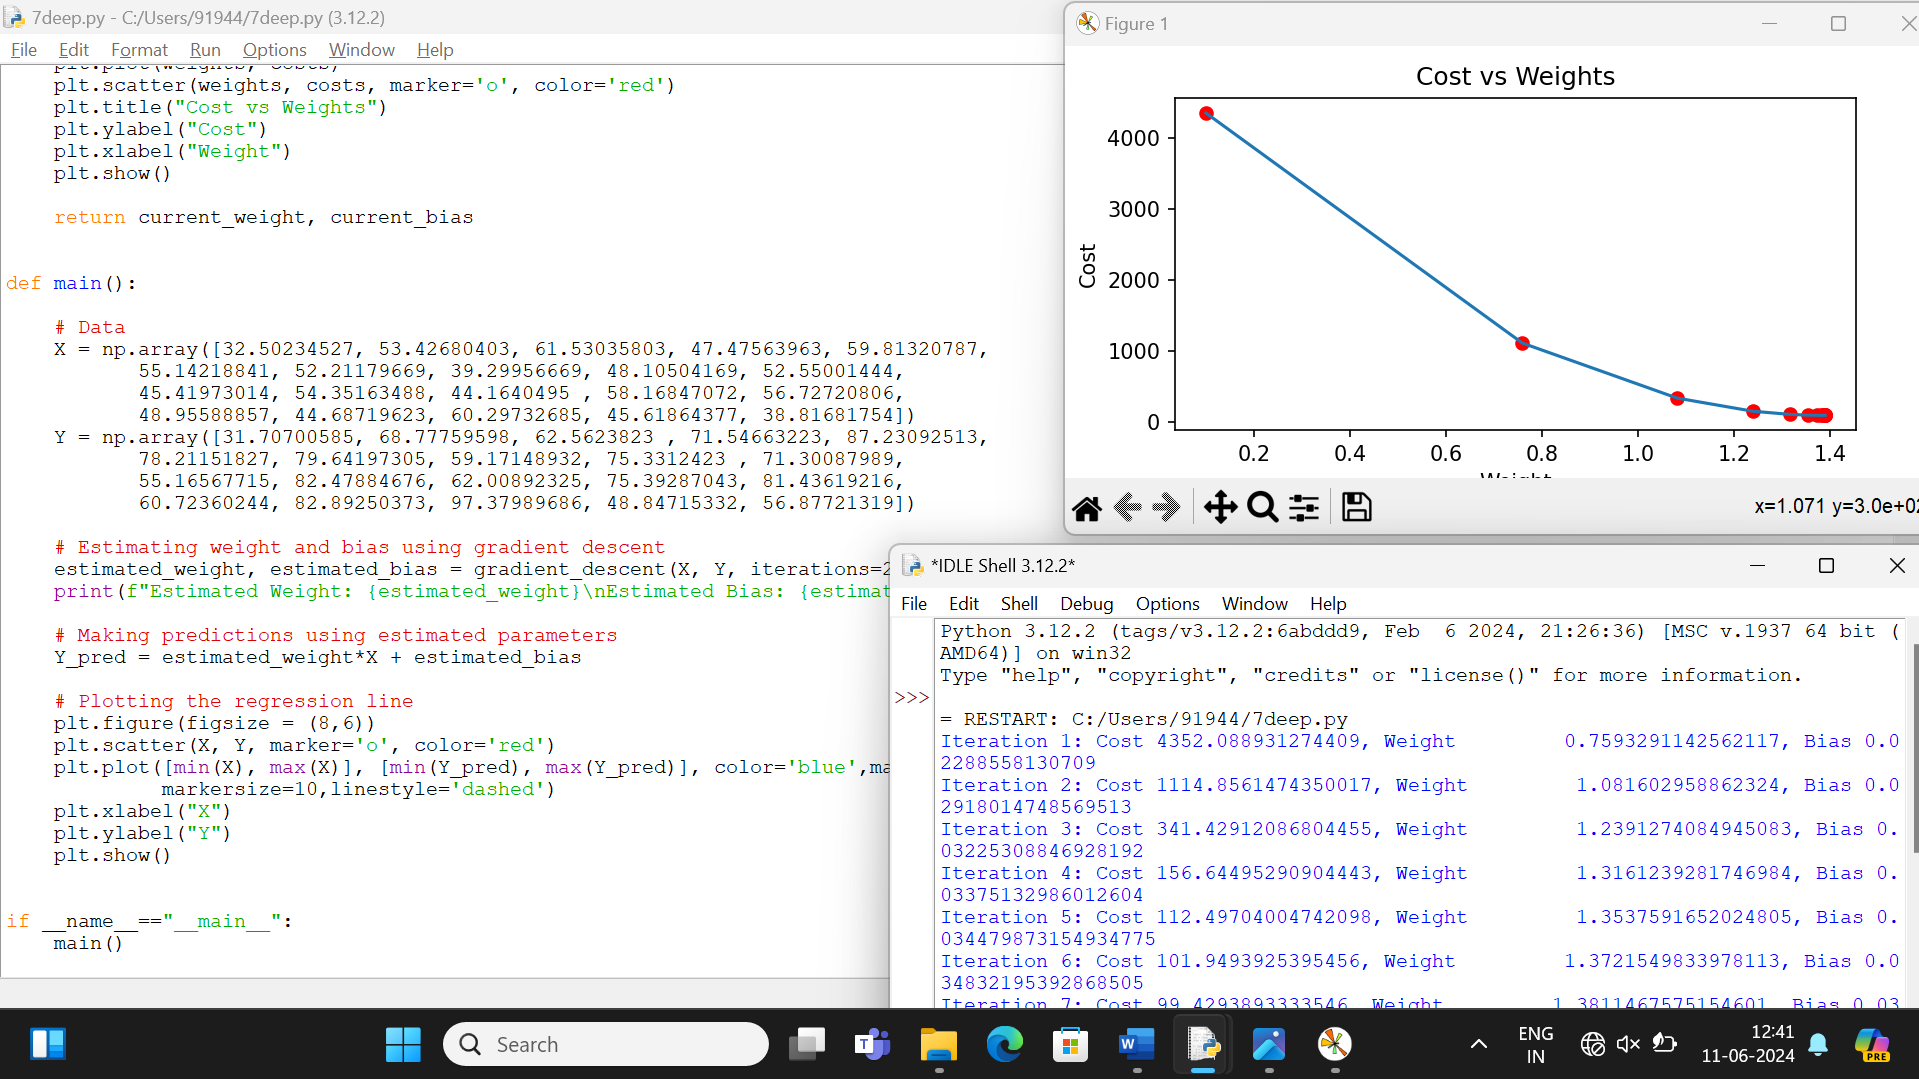 7deep.py - C:/Users/91944/7deep.py (3.12.2)
File Edit Format Run Options Window Help
plt.plot(weights, costs)
plt.scatter(weights, costs, marker='o', color='red')
plt.title("Cost vs Weights")
plt.ylabel("Cost")
plt.xlabel("Weight")
plt.show()
return current_weight, current_bias
def main():
# Data
X = np.array([32.50234527, 53.42680403, 61.53035803, 47.47563963, 59.81320787,
55.14218841, 52.21179669, 39.29956669, 48.10504169, 52.55001444,
45.41973014, 54.35163488, 44.1640495 , 58.16847072, 56.72720806,
48.95588857, 44.68719623, 60.29732685, 45.61864377, 38.81681754])
Y = np.array([31.70700585, 68.77759598, 62.5623823 , 71.54663223, 87.23092513,
78.21151827, 79.64197305, 59.17148932, 75.3312423 , 71.30087989,
55.16567715, 82.47884676, 62.00892325, 75.39287043, 81.43619216,
60.72360244, 82.89250373, 97.37989686, 48.84715332, 56.87721319])
# Estimating weight and bias using gradient descent
estimated_weight, estimated_bias = gradient_descent(X, Y, iterations=2
print(f"Estimated Weight: {estimated_weight}\nEstimated Bias: {estimat
# Making predictions using estimated parameters
Y_pred = estimated_weight*X + estimated_bias
# Plotting the regression line
plt.figure(figsize = (8,6))
plt.scatter(X, Y, marker='o', color='red')
plt.plot([min(X), max(X)], [min(Y_pred), max(Y_pred)], color='blue',ma
markersize=10,linestyle='dashed')
plt.xlabel("X")
plt.ylabel("Y")
plt.show()
if __name__=="__main__":
main()
Figure 1
Cost vs Weights
4000
3000
2000
1000
0
Cost
0.2 0.4 0.6 0.8 1.0 1.2 1.4
Weight
x=1.071 y=3.0e+02
*IDLE Shell 3.12.2*
File Edit Shell Debug Options Window Help
Python 3.12.2 (tags/v3.12.2:6abddd9, Feb  6 2024, 21:26:36) [MSC v.1937 64 bit (
AMD64)] on win32
Type "help", "copyright", "credits" or "license()" for more information.
>>>
= RESTART: C:/Users/91944/7deep.py
Iteration 1: Cost 4352.088931274409, Weight 0.7593291142562117, Bias 0.0
2288558130709
Iteration 2: Cost 1114.8561474350017, Weight 1.081602958862324, Bias 0.0
2918014748569513
Iteration 3: Cost 341.42912086804455, Weight 1.2391274084945083, Bias 0.
03225308846928192
Iteration 4: Cost 156.64495290904443, Weight 1.3161239281746984, Bias 0.
03375132986012604
Iteration 5: Cost 112.49704004742098, Weight 1.3537591652024805, Bias 0.
034479873154934775
Iteration 6: Cost 101.9493925395456, Weight 1.3721549833978113, Bias 0.0
34832195392868505
Iteration 7: Cost 99.4293893333546, Weight 1.3811467575154601, Bias 0.03
Search
T
W
ENG
IN
12:41
11-06-2024
PRE